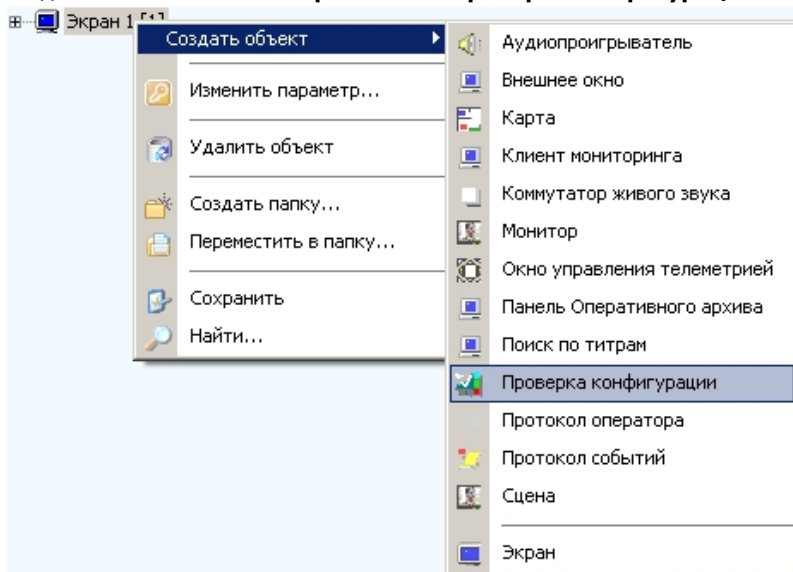 Экран 1 [1]
Создать объект
Изменить параметр...
Удалить объект
Создать папку...
Переместить в папку...
Сохранить
Найти...
Аудиопроигрыватель
Внешнее окно
Карта
Клиент мониторинга
Коммутатор живого звука
Монитор
Окно управления телеметрией
Панель Оперативного архива
Поиск по титрам
Проверка конфигурации
Протокол оператора
Протокол событий
Сцена
Экран